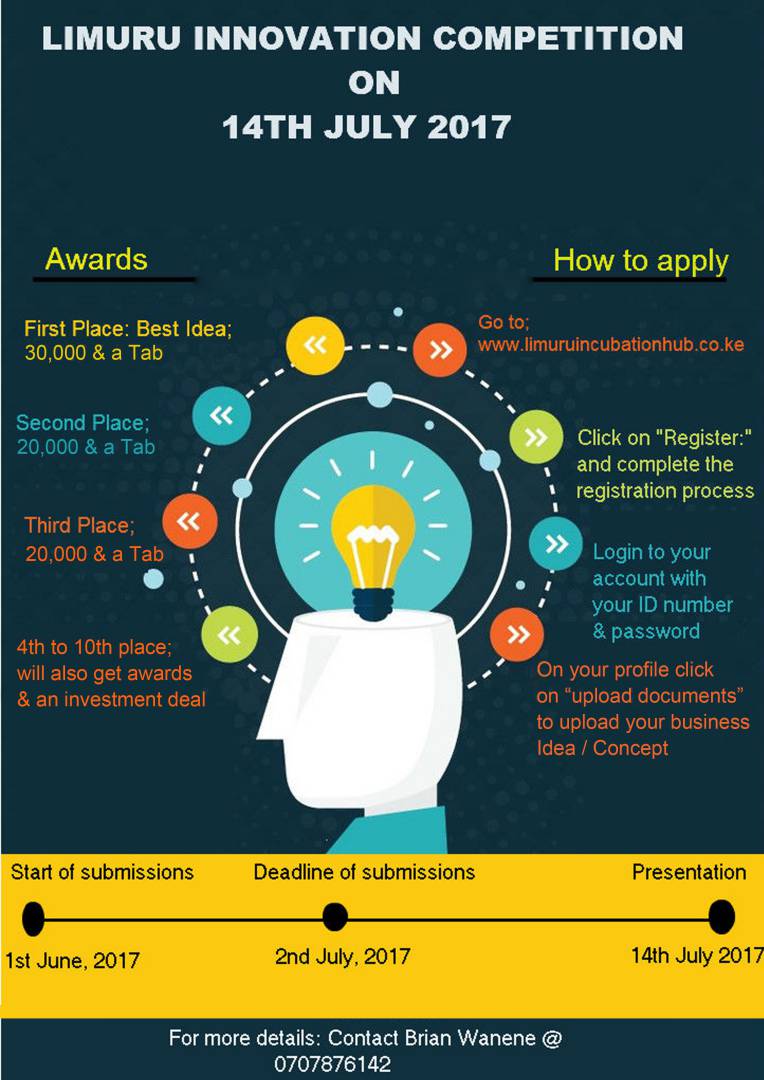 LIMURU INNOVATION COMPETITION
ON
14TH JULY 2017
Awards
First Place: Best Idea;
30,000 & a Tab
Second Place;
20,000 & a Tab
Third Place;
20,000 & a Tab
4th to 10th place;
will also get awards
& an investment deal
How to apply
Go to;
www.limuruincubationhub.co.ke
Click on "Register:"
and complete the
registration process
Login to your
account with
your ID number
& password
On your profile click
on “upload documents”
to upload your business
Idea / Concept
Start of submissions
1st June, 2017
Deadline of submissions
2nd July, 2017
Presentation
14th July 2017
For more details: Contact Brian Wanene @
0707876142